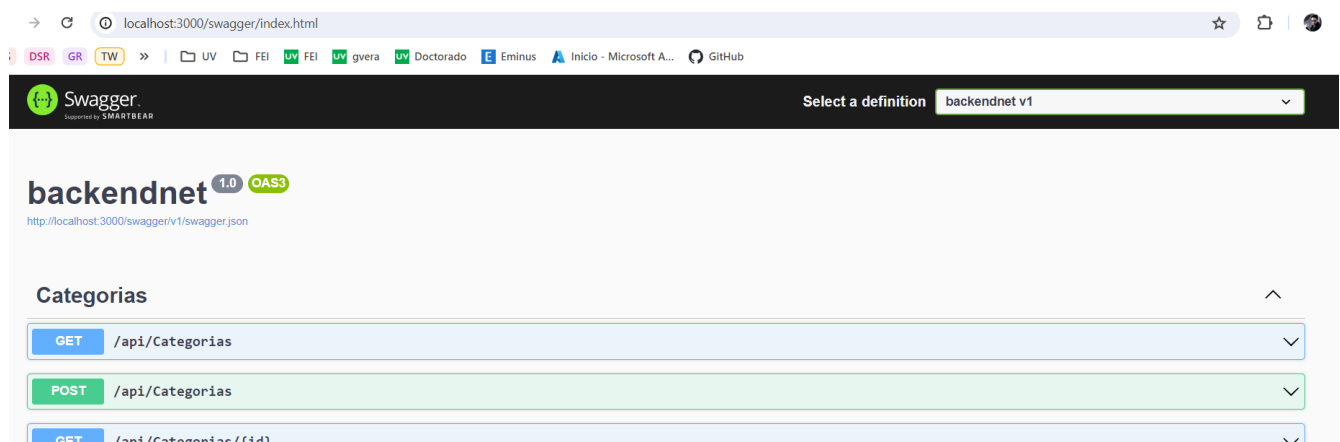 localhost:3000/swagger/index.html
DSR GR TW » UV FEI UV FEI UV gvera UV Doctorado E Eminus Inicio - Microsoft A... GitHub
{··} Swagger. Select a definition backendnet v1
Supported by SMARTBEAR
backendnet 1.0 OAS3
http://localhost:3000/swagger/v1/swagger.json
Categorias
GET /api/Categorias
POST /api/Categorias
GET /api/Categorias/{id}